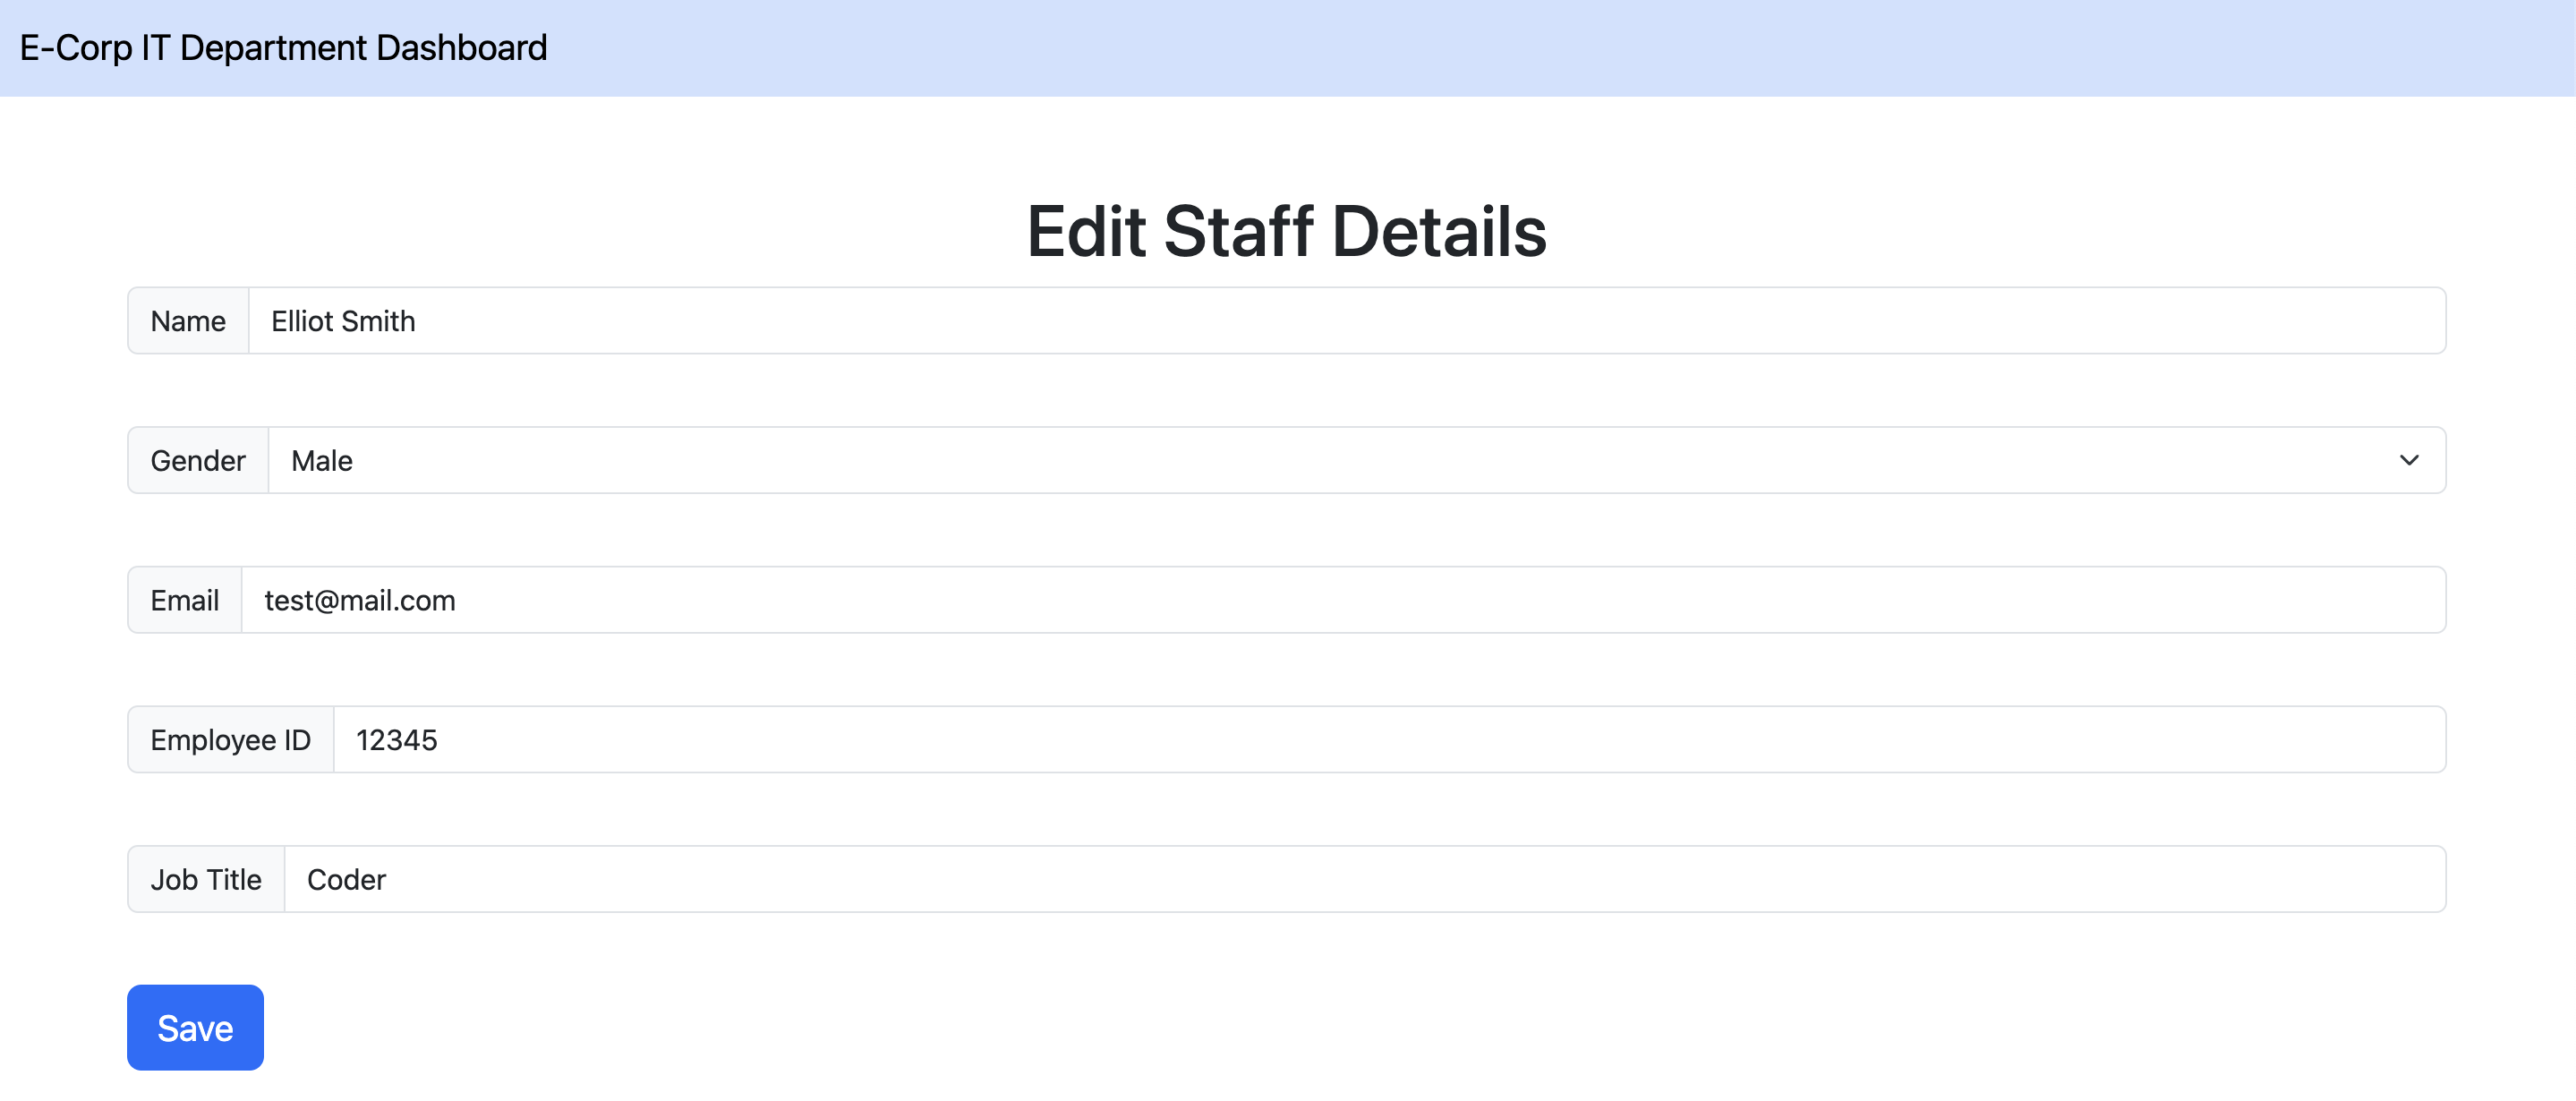 E-Corp IT Department Dashboard
Edit Staff Details
Name Elliot Smith
Gender Male
Email test@mail.com
Employee ID 12345
Job Title Coder
Save